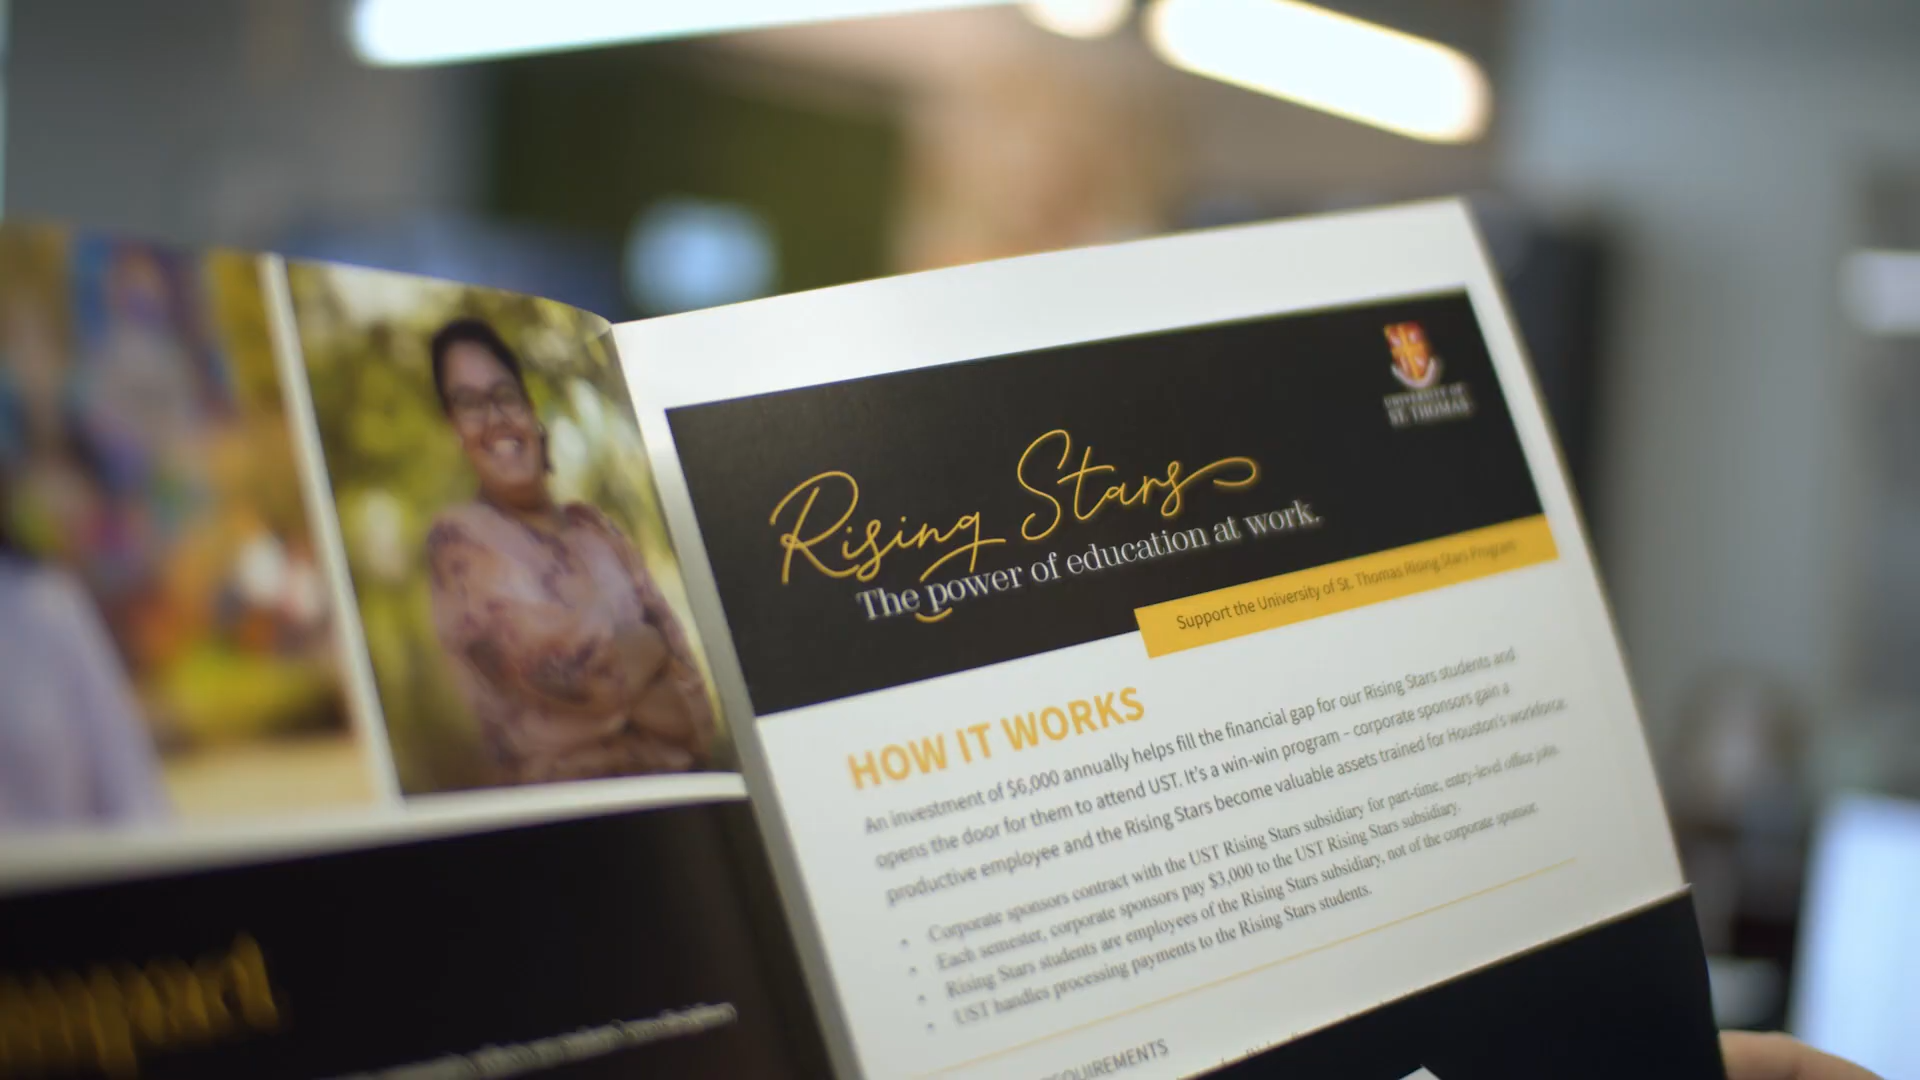 UNIVERSITY OF
ST. THOMAS
Rising Stars
The power of education at work.
Support the University of St. Thomas Rising Stars Program
HOW IT WORKS
An investment of $6,000 annually helps fill the financial gap for our Rising Stars students and
opens the door for them to attend UST. It's a win-win program – corporate sponsors gain a
productive employee and the Rising Stars become valuable assets trained for Houston's workforce.
• Corporate sponsors contract with the UST Rising Stars subsidiary for part-time, entry-level office jobs.
• Each semester, corporate sponsors pay $3,000 to the UST Rising Stars subsidiary.
• Rising Stars students are employees of the Rising Stars subsidiary, not of the corporate sponsor.
• UST handles processing payments to the Rising Stars students.